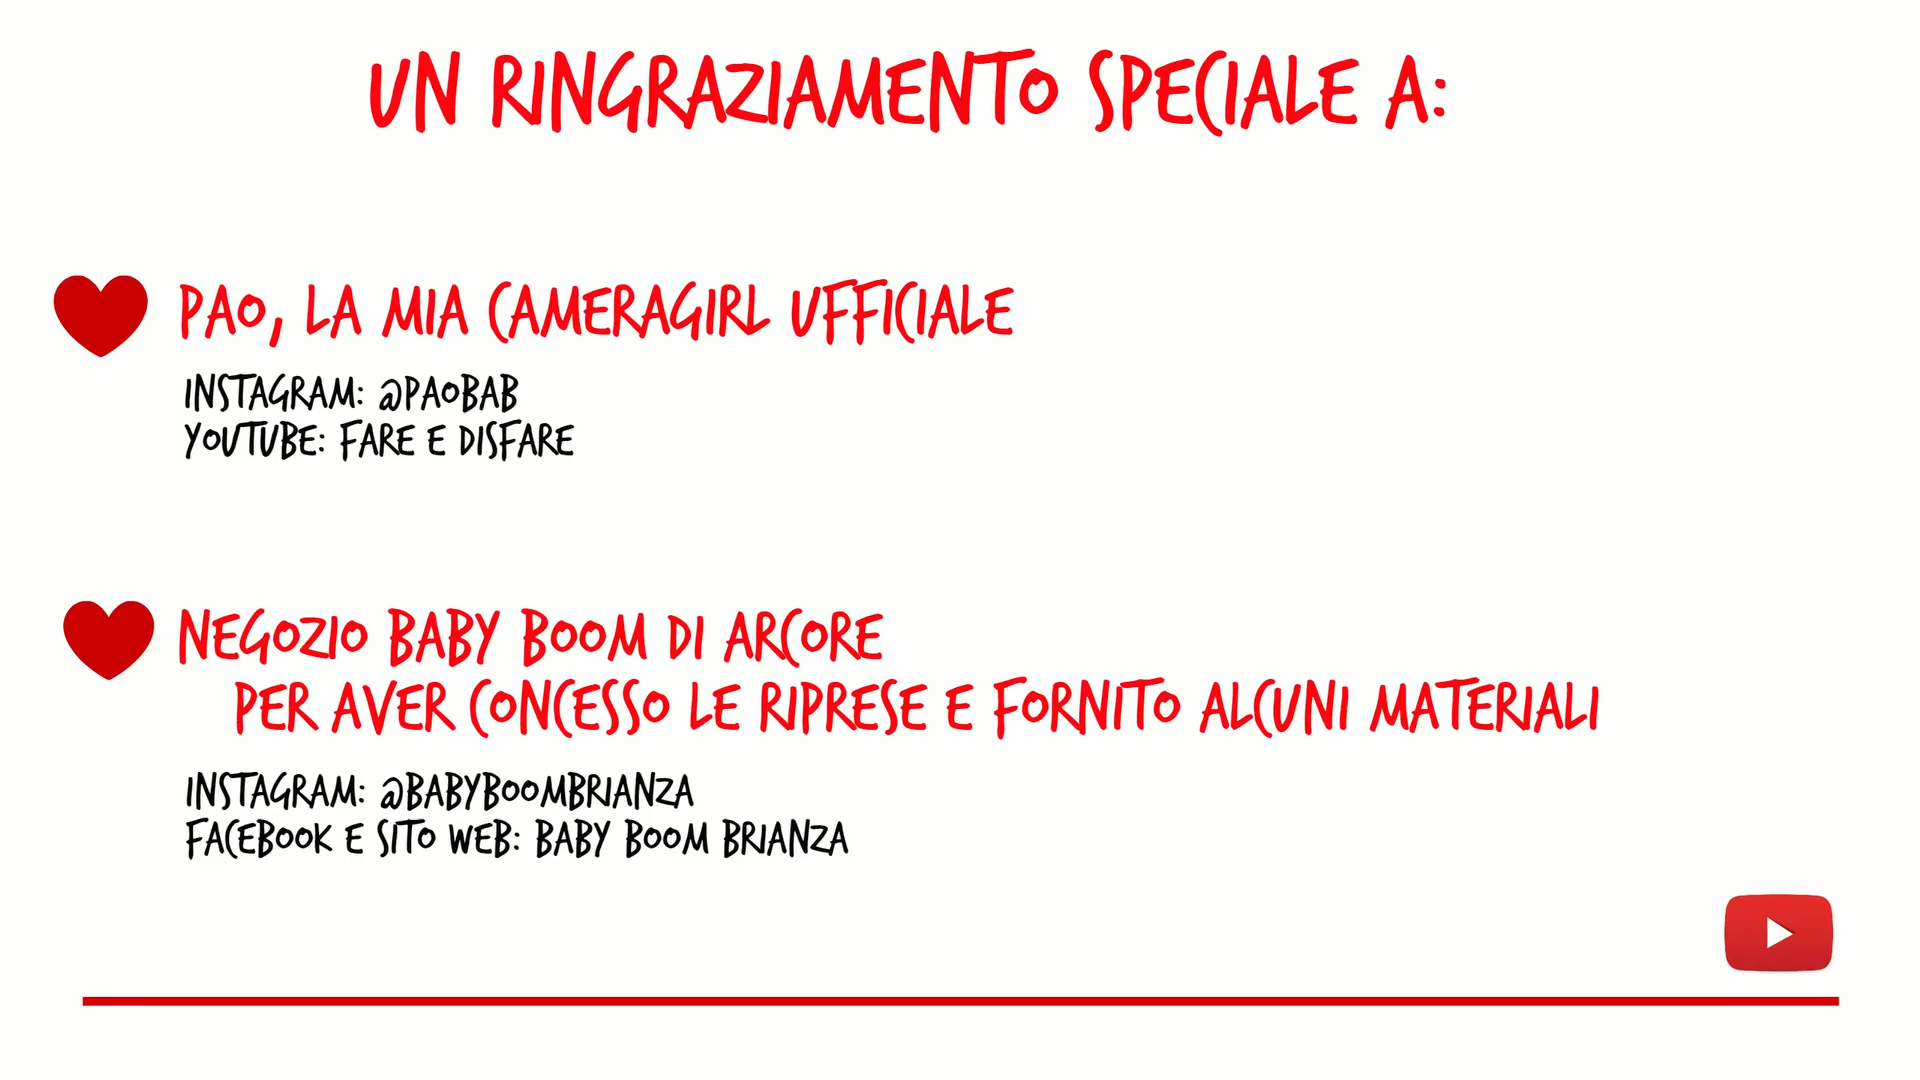 UN RINGRAZIAMENTO SPECIALE A:
PAO, LA MIA CAMERAGIRL UFFICIALE
INSTAGRAM: @PAOBAB
YOUTUBE: FARE E DISFARE
NEGOZIO BABY BOOM DI ARCORE
PER AVER CONCESSO LE RIPRESE E FORNITO ALCUNI MATERIALI
INSTAGRAM: @BABYBOOMBRIANZA
FACEBOOK E SITO WEB: BABY BOOM BRIANZA